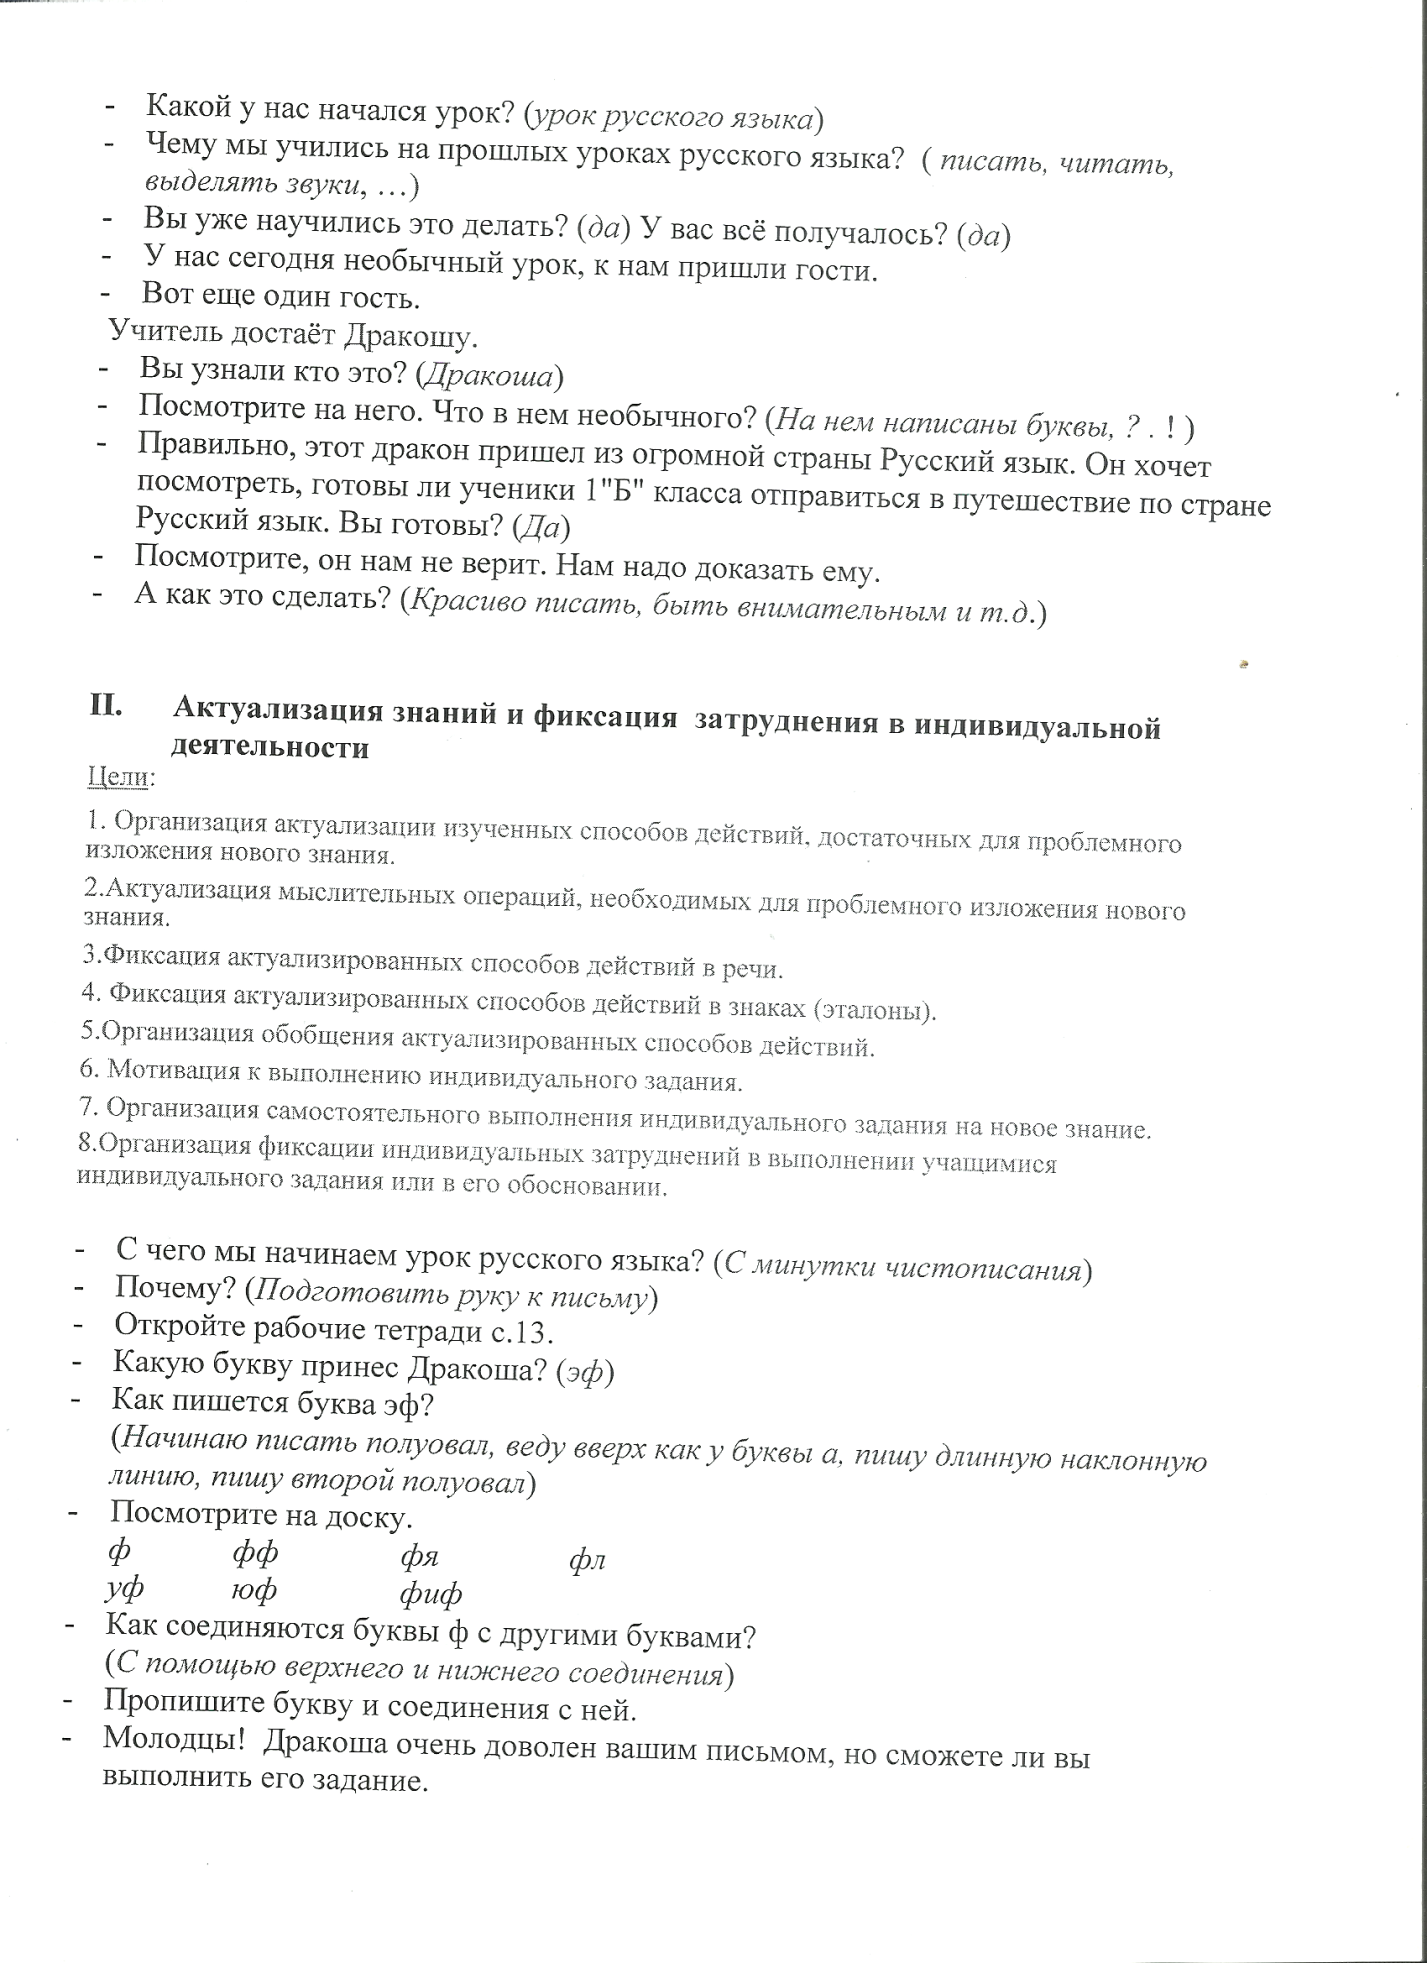 - Какой у нас начался урок? (урок русского языка)
- Чему мы учились на прошлых уроках русского языка?  ( писать, читать,
выделять звуки, …)
- Вы уже научились это делать? (да) У вас всё получалось? (да)
- У нас сегодня необычный урок, к нам пришли гости.
- Вот еще один гость.
Учитель достаёт Дракошу.
- Вы узнали кто это? (Дракоша)
- Посмотрите на него. Что в нем необычного? (На нем написаны буквы, ? . ! )
- Правильно, этот дракон пришел из огромной страны Русский язык. Он хочет
посмотреть, готовы ли ученики 1"Б" класса отправиться в путешествие по стране
Русский язык. Вы готовы? (Да)
- Посмотрите, он нам не верит. Нам надо доказать ему.
- А как это сделать? (Красиво писать, быть внимательным и т.д.)
II. Актуализация знаний и фиксация  затруднения в индивидуальной
деятельности
Цели:
1. Организация актуализации изученных способов действий, достаточных для проблемного
изложения нового знания.
2.Актуализация мыслительных операций, необходимых для проблемного изложения нового
знания.
3.Фиксация актуализированных способов действий в речи.
4. Фиксация актуализированных способов действий в знаках (эталоны).
5.Организация обобщения актуализированных способов действий.
6. Мотивация к выполнению индивидуального задания.
7. Организация самостоятельного выполнения индивидуального задания на новое знание.
8.Организация фиксации индивидуальных затруднений в выполнении учащимися
индивидуального задания или в его обосновании.
- С чего мы начинаем урок русского языка? (С минутки чистописания)
- Почему? (Подготовить руку к письму)
- Откройте рабочие тетради с.13.
- Какую букву принес Дракоша? (эф)
- Как пишется буква эф?
(Начинаю писать полуовал, веду вверх как у буквы а, пишу длинную наклонную
линию, пишу второй полуовал)
- Посмотрите на доску.
ф фф фя фл
уф юф фиф
- Как соединяются буквы ф с другими буквами?
(С помощью верхнего и нижнего соединения)
- Пропишите букву и соединения с ней.
- Молодцы!  Дракоша очень доволен вашим письмом, но сможете ли вы
выполнить его задание.